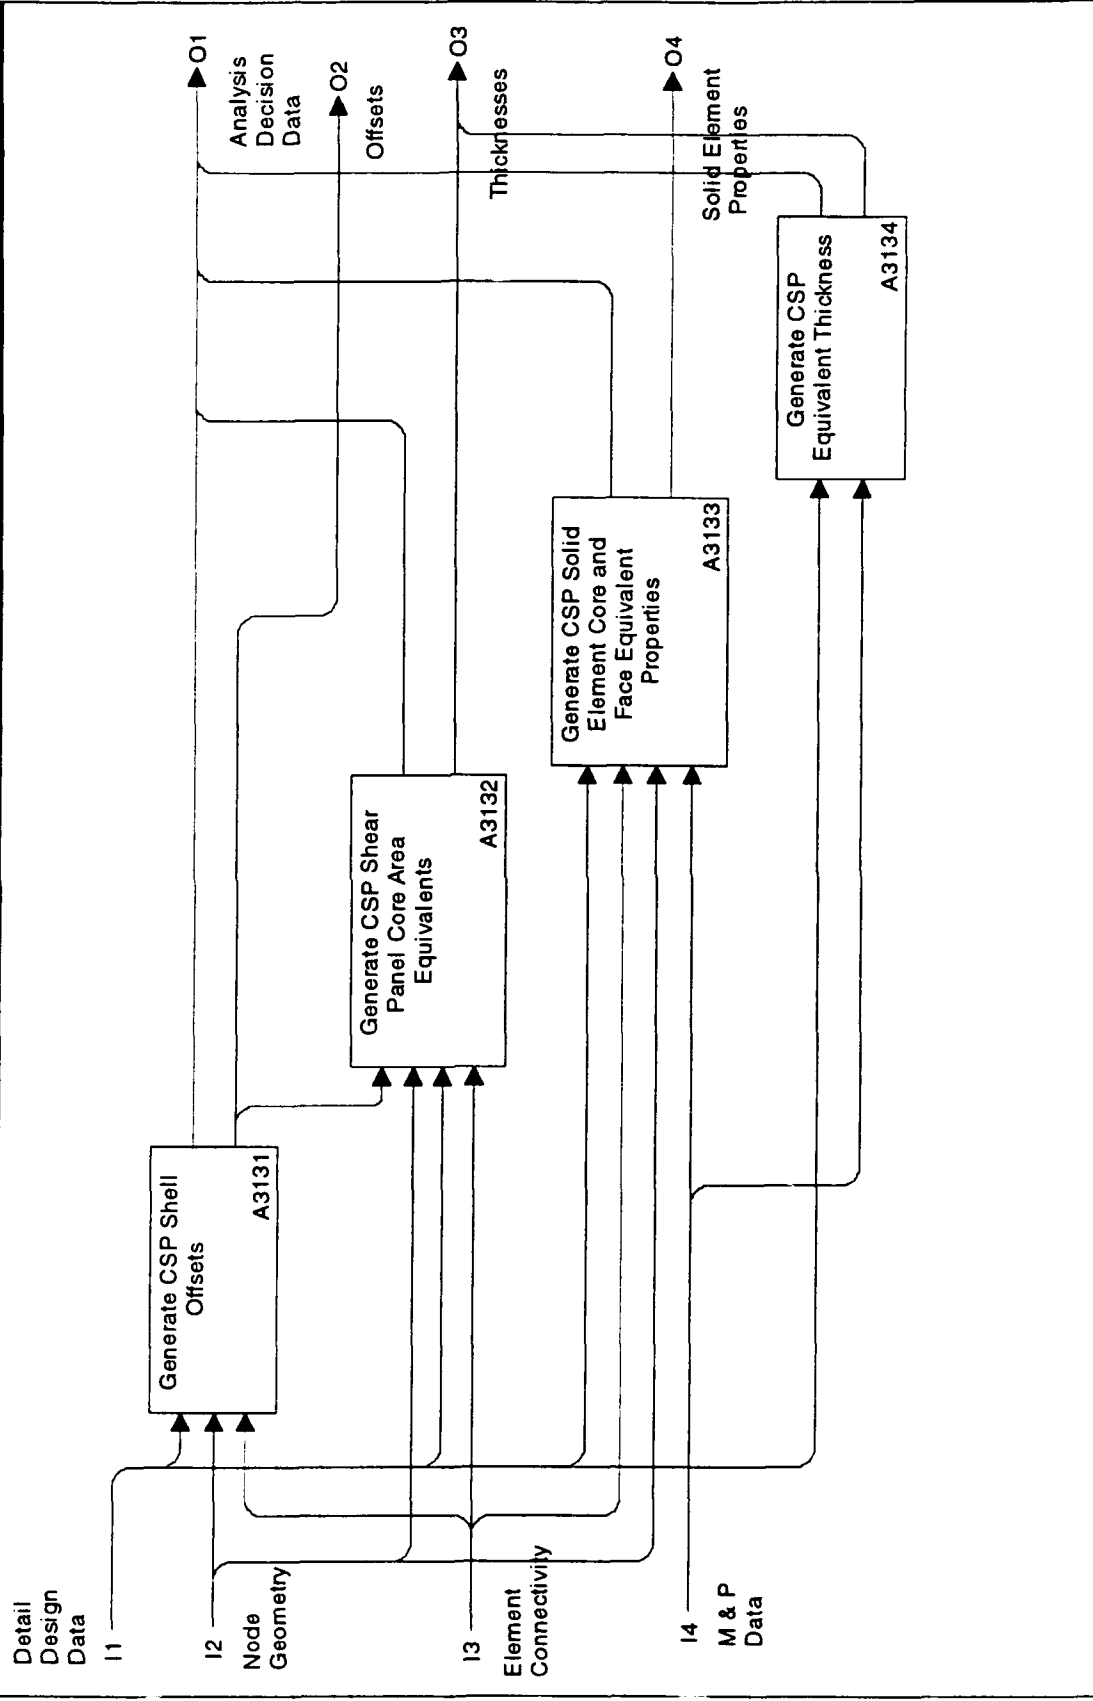 Detail
Design
Data
I1
I2
Node
Geometry
I3
Element
Connectivity
I4
M & P
Data
Generate CSP Shell
Offsets
A3131
Generate CSP Shear
Panel Core Area
Equivalents
A3132
Generate CSP Solid
Element Core and
Face Equivalent
Properties
A3133
Generate CSP
Equivalent Thickness
A3134
O1
Analysis
Decision
Data
O2
Offsets
O3
Thicknesses
O4
Solid Element
Properties